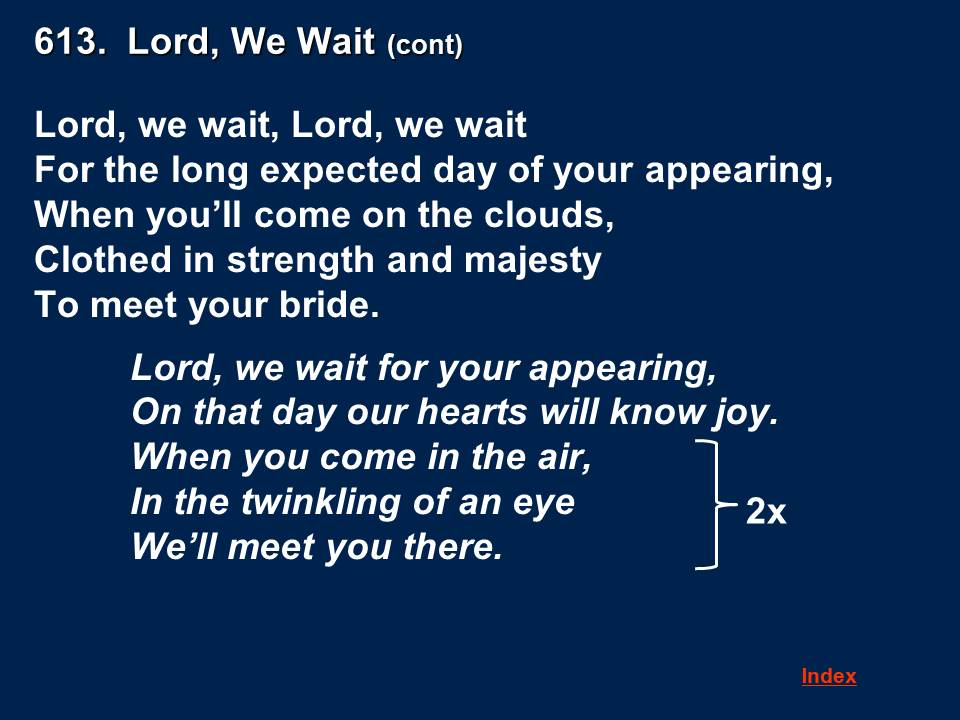 613. Lord, We Wait (cont)
Lord, we wait, Lord, we wait
For the long expected day of your appearing,
When you’ll come on the clouds,
Clothed in strength and majesty
To meet your bride.
Lord, we wait for your appearing,
On that day our hearts will know joy.
When you come in the air,
In the twinkling of an eye
We’ll meet you there.
2x
Index